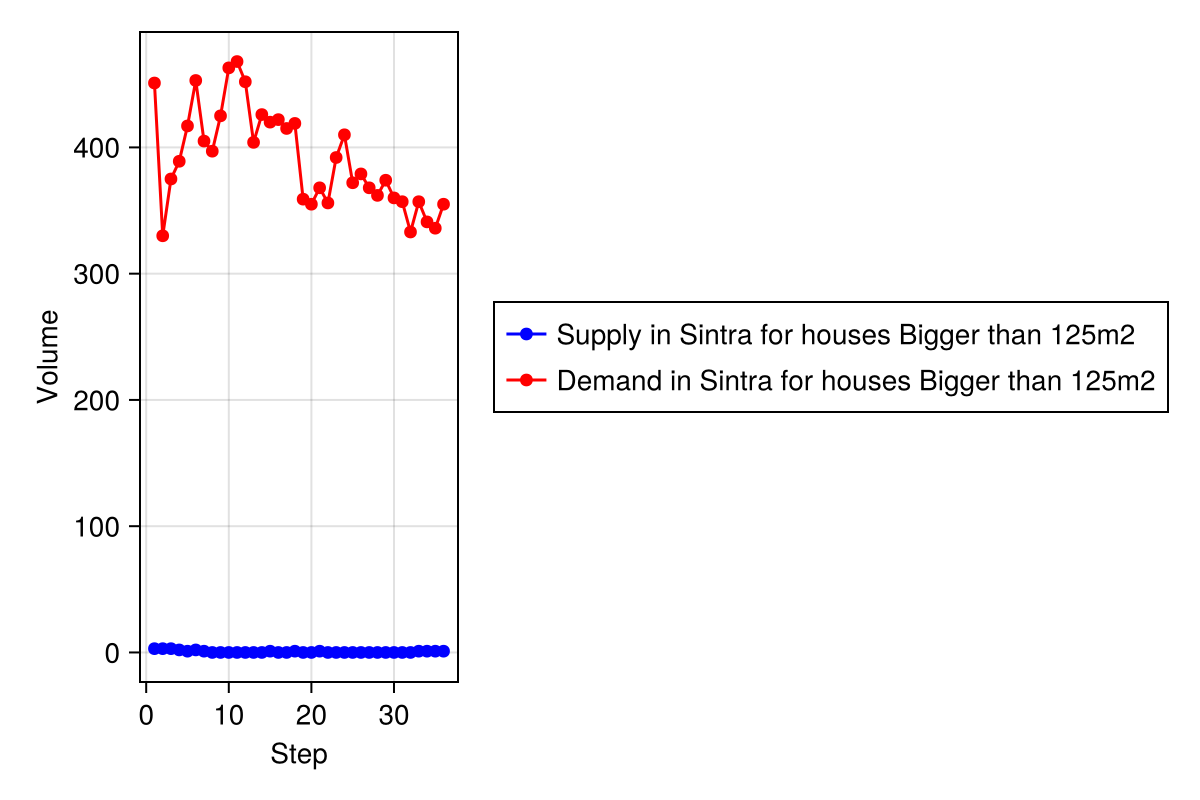 Volume
400
300
200
100
0
0 10 20 30
Step
Supply in Sintra for houses Bigger than 125m2
Demand in Sintra for houses Bigger than 125m2